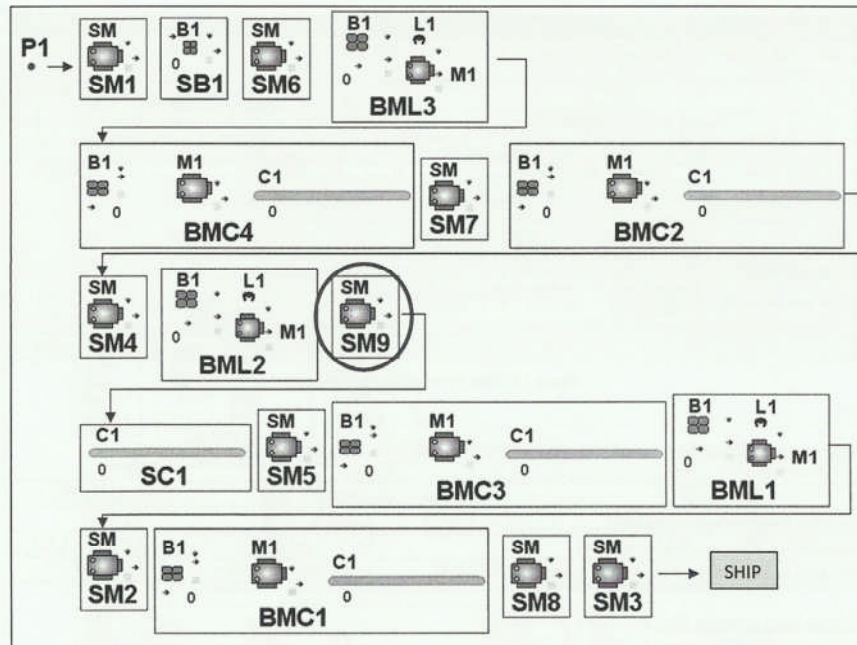 P1
SM
SM1
B1
0
SB1
SM
SM6
B1 L1
0 M1
BML3
B1 M1 C1
0 0
BMC4
SM
SM7
B1 M1 C1
0 0
BMC2
SM
SM4
B1 L1
0 M1
BML2
SM
SM9
C1
0
SC1
SM
SM5
B1 M1 C1
0 0
BMC3
B1 L1
0 M1
BML1
SM
SM2
B1 M1 C1
0 0
BMC1
SM
SM8
SM
SM3
SHIP